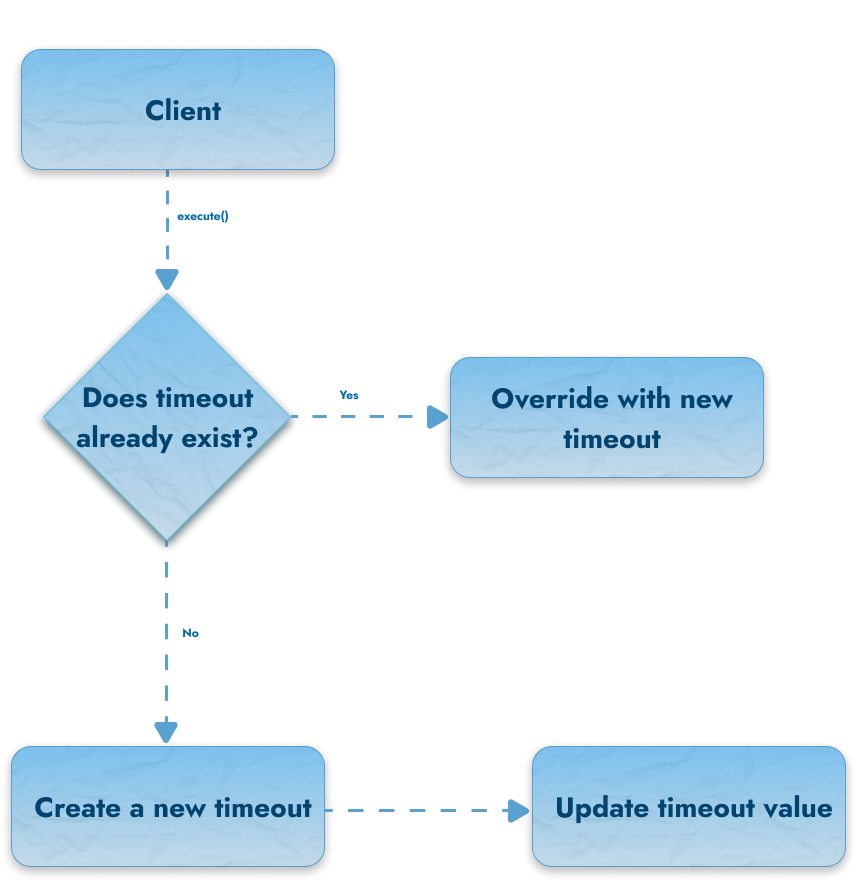 Client
execute()
Does timeout
already exist?
Yes
Override with new
timeout
No
Create a new timeout
Update timeout value